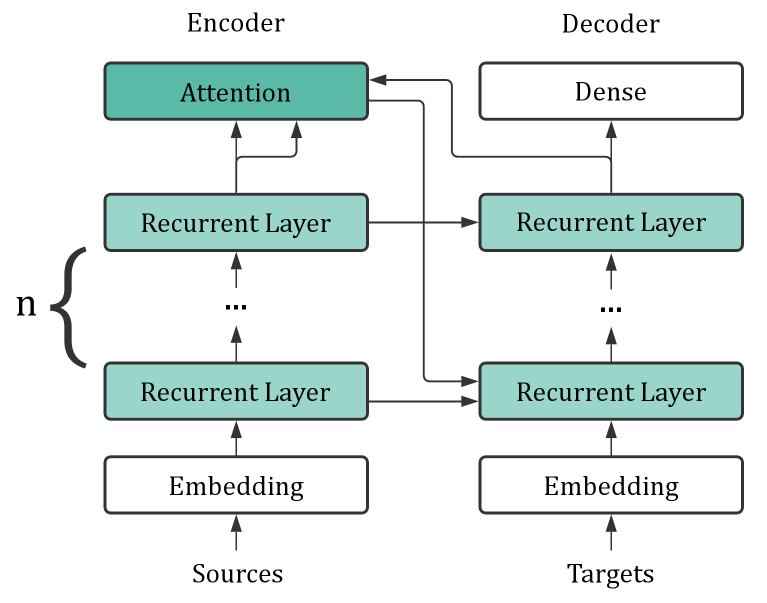 Encoder
Decoder
Attention
Dense
Recurrent Layer
Recurrent Layer
n
...
...
Recurrent Layer
Recurrent Layer
Embedding
Embedding
Sources
Targets